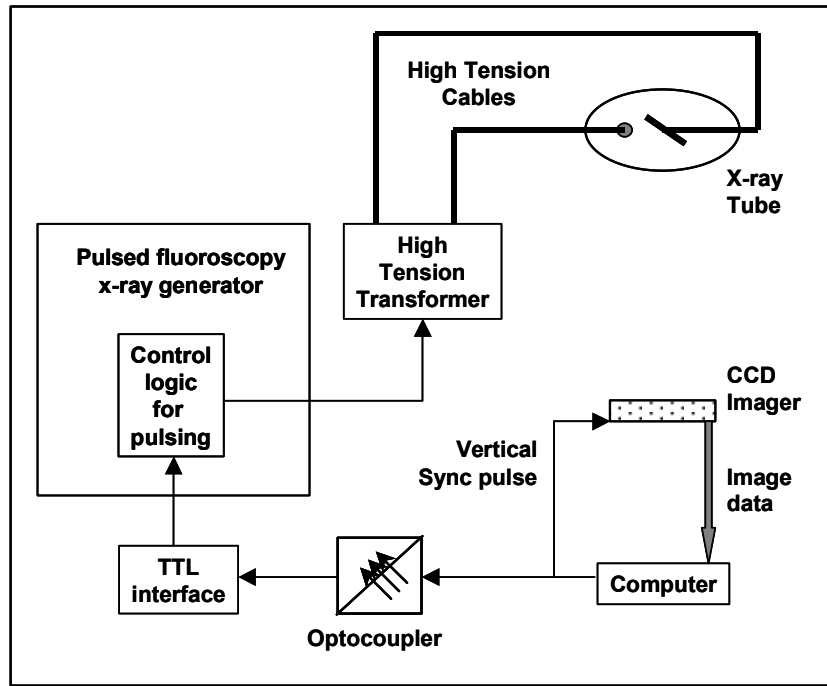 High Tension
Cables
X-ray
Tube
Pulsed fluoroscopy
x-ray generator
High
Tension
Transformer
Control
logic
for
pulsing
CCD
Imager
Vertical
Sync pulse
Image
data
TTL
interface
Optocoupler
Computer